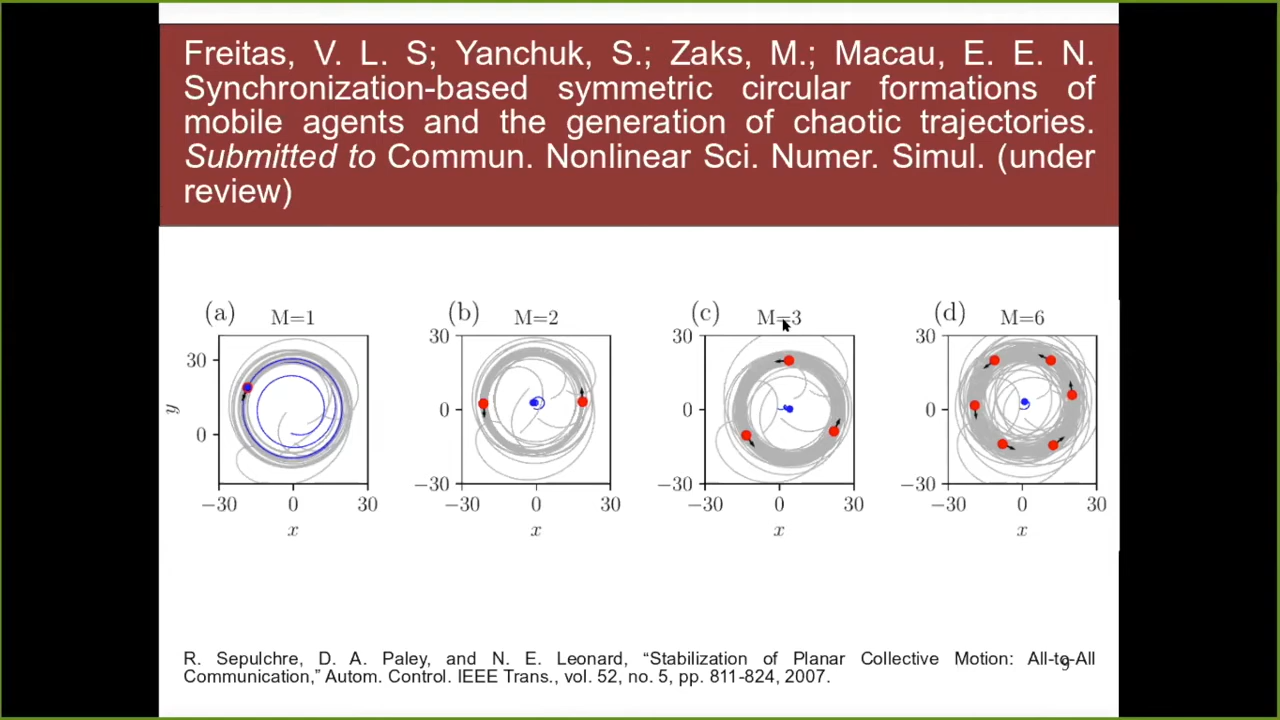 Freitas, V. L. S; Yanchuk, S.; Zaks, M.; Macau, E. E. N.
Synchronization-based symmetric circular formations of
mobile agents and the generation of chaotic trajectories.
Submitted to Commun. Nonlinear Sci. Numer. Simul. (under
review)
(a) M=1
(b) M=2
(c) M=3
(d) M=6
30
0
y
−30 0 30
x
30
0
−30
−30 0 30
x
30
0
−30
−30 0 30
x
30
0
−30
−30 0 30
x
R. Sepulchre, D. A. Paley, and N. E. Leonard, “Stabilization of Planar Collective Motion: All-to-All
Communication,” Autom. Control. IEEE Trans., vol. 52, no. 5, pp. 811-824, 2007.
9